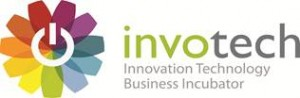 invotech
Innovation Technology
Business Incubator